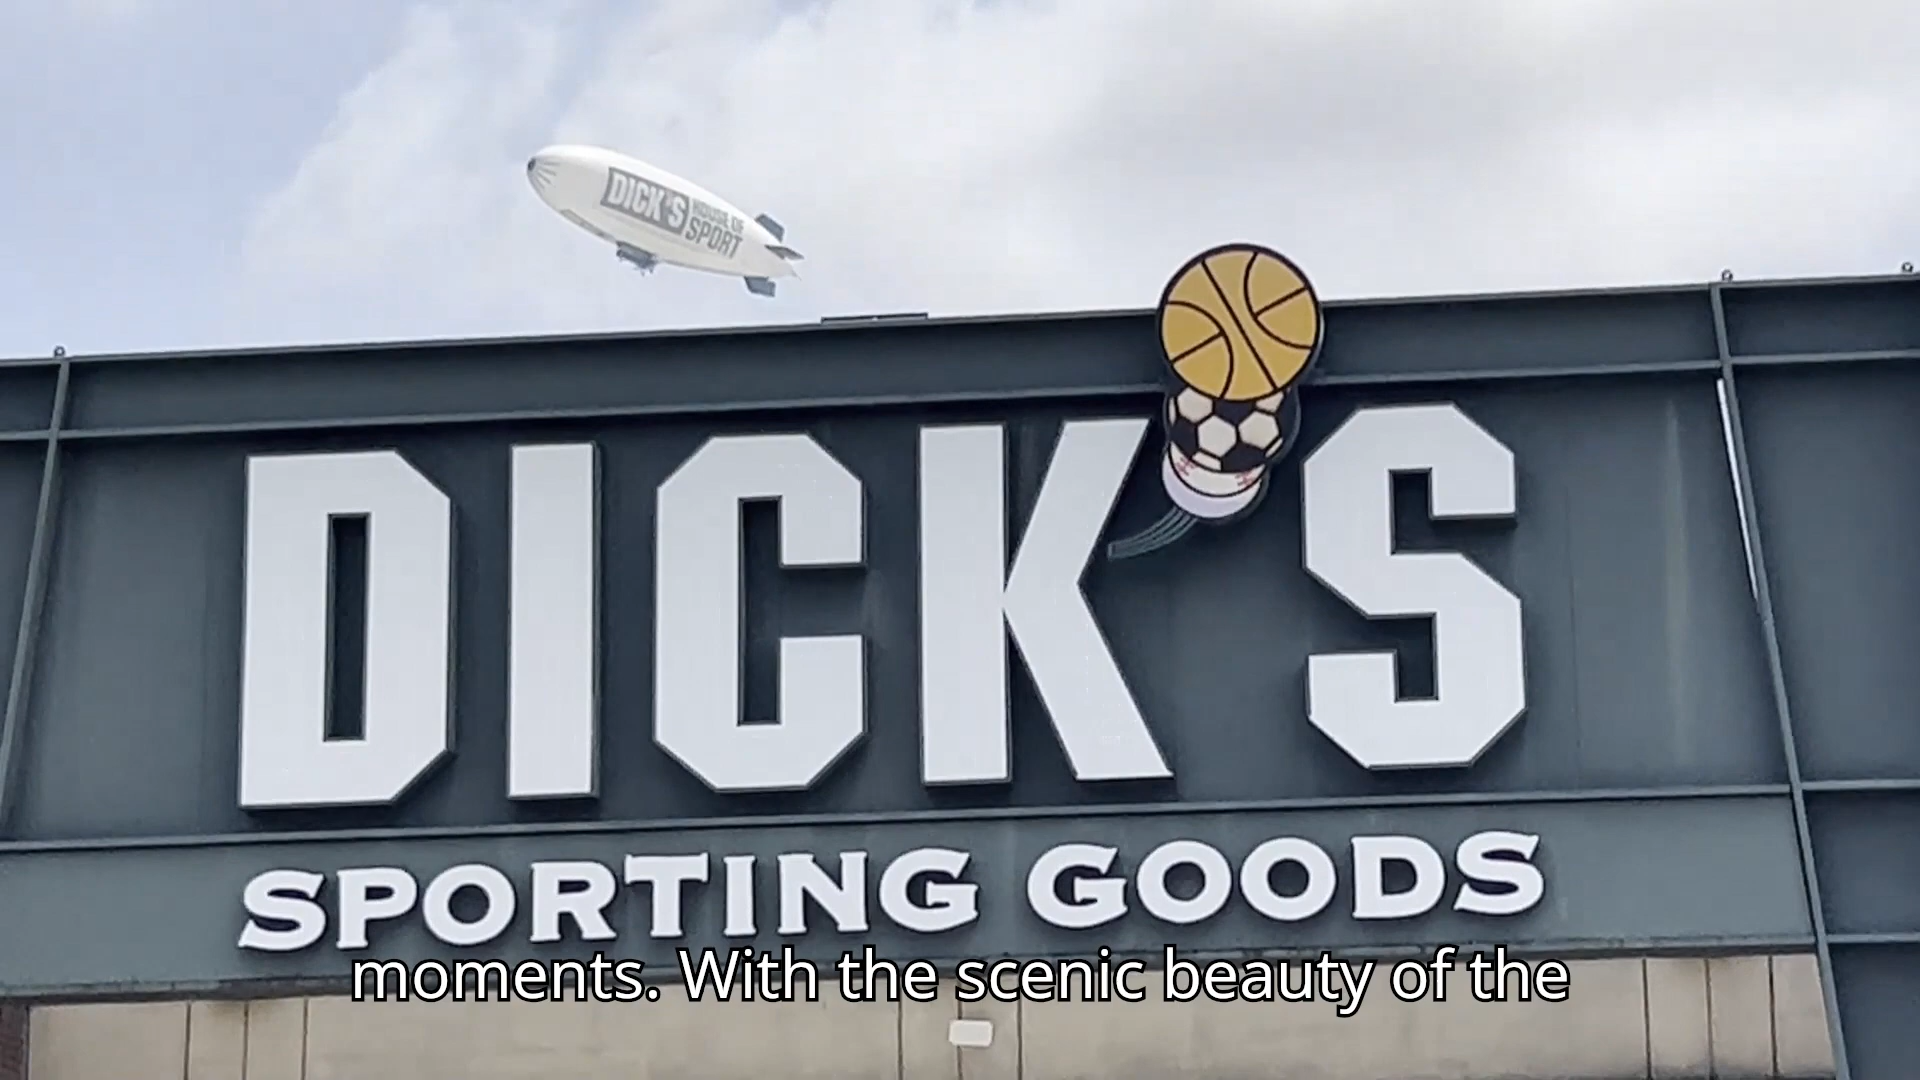 DICK'S
HOUSE OF
SPORT
DICK'S
SPORTING GOODS
moments. With the scenic beauty of the